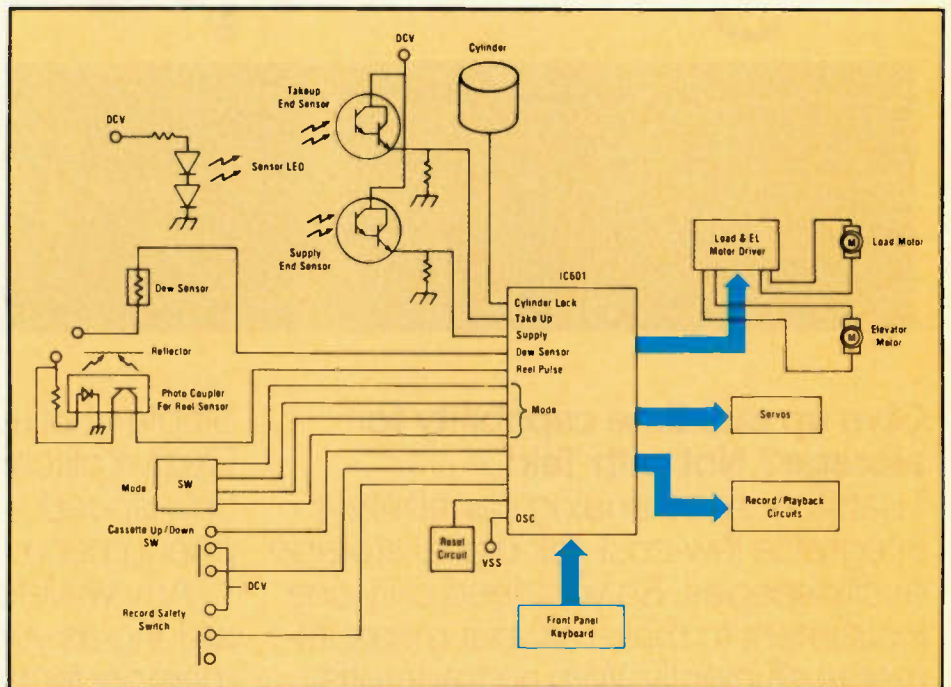 DCV
Cylinder
Takeup
End Sensor
DCV
Sensor LED
Supply
End Sensor
Load & EL
Motor Driver
M
Load Motor
IC601
Dew Sensor
Cylinder Lock
Take Up
Supply
Dew Sensor
Reel Pulse
M
Elevator
Motor
Reflector
Photo Coupler
For Reel Sensor
Mode
Servos
Mode
SW
Cassette Up/Down
SW
DCV
Record Safety
Switch
Reset
Circuit
OSC
VSS
Record/Playback
Circuits
Front Panel
Keyboard